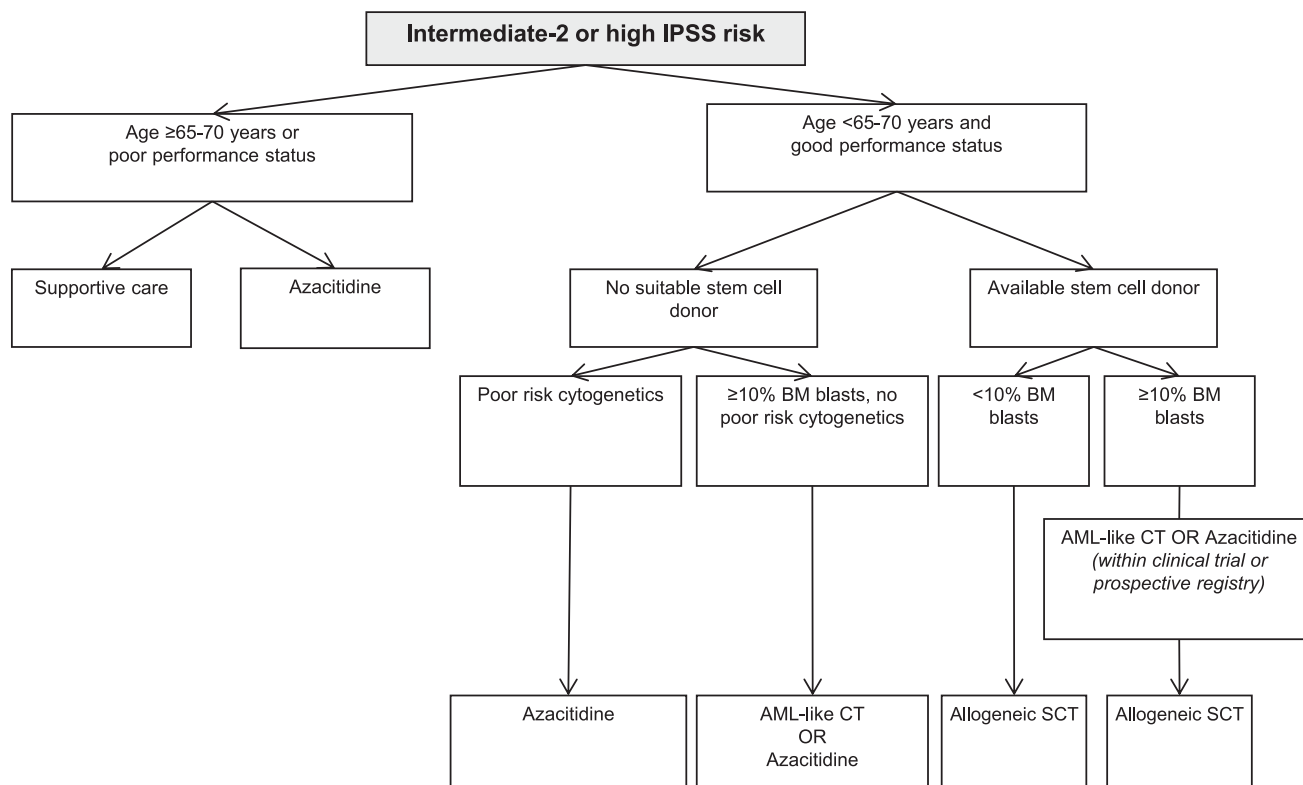 Intermediate-2 or high IPSS risk
Age ≥65-70 years or
poor performance status
Age <65-70 years and
good performance status
Supportive care
Azacitidine
No suitable stem cell
donor
Available stem cell donor
Poor risk cytogenetics
≥10% BM blasts, no
poor risk cytogenetics
<10% BM
blasts
≥10% BM
blasts
AML-like CT OR Azacitidine
(within clinical trial or
prospective registry)
Azacitidine
AML-like CT
OR
Azacitidine
Allogeneic SCT
Allogeneic SCT